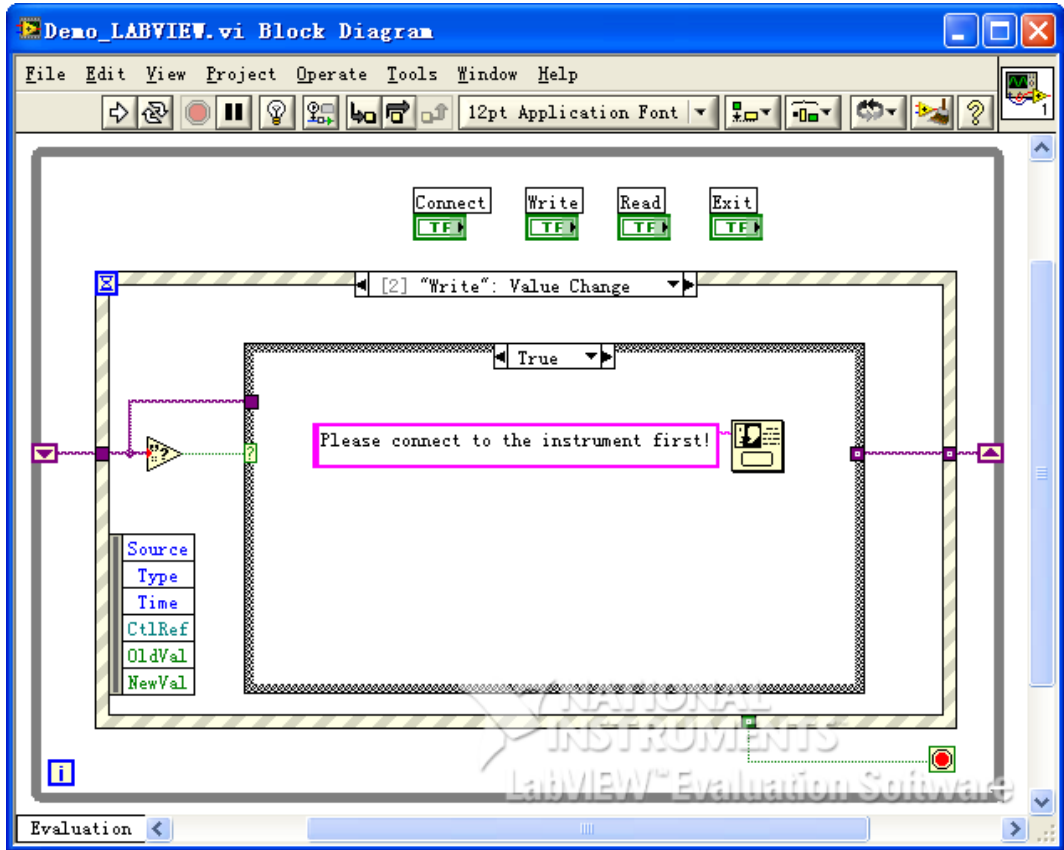 Demo_LABVIEW.vi Block Diagram
File Edit View Project Operate Tools Window Help
12pt Application Font
1
Connect Write Read Exit
TF TF TF TF
[2] "Write": Value Change
True
Please connect to the instrument first!
?
Source
Type
Time
CtlRef
OldVal
NewVal
NATIONAL
INSTRUMENTS
LabVIEW™ Evaluation Software
i
Evaluation